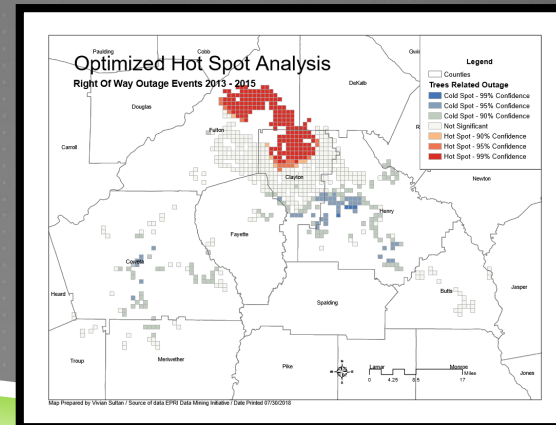 Optimized Hot Spot Analysis
Right Of Way Outage Events 2013 - 2015
Paulding
Cobb
Gwin
DeKalb
Douglas
Fulton
Carroll
Clayton
Newton
Henry
Fayette
Coweta
Heard
Spalding
Butts
Jasper
Troup
Meriwether
Pike
Lamar
Monroe
Jones
Legend
Counties
Trees Related Outage
Cold Spot - 99% Confidence
Cold Spot - 95% Confidence
Cold Spot - 90% Confidence
Not Significant
Hot Spot - 90% Confidence
Hot Spot - 95% Confidence
Hot Spot - 99% Confidence
Miles
0 4.25 8.5 17
Map Prepared by Vivian Sultan / Source of data EPRI Data Mining Initiative / Date Printed 07/30/2018